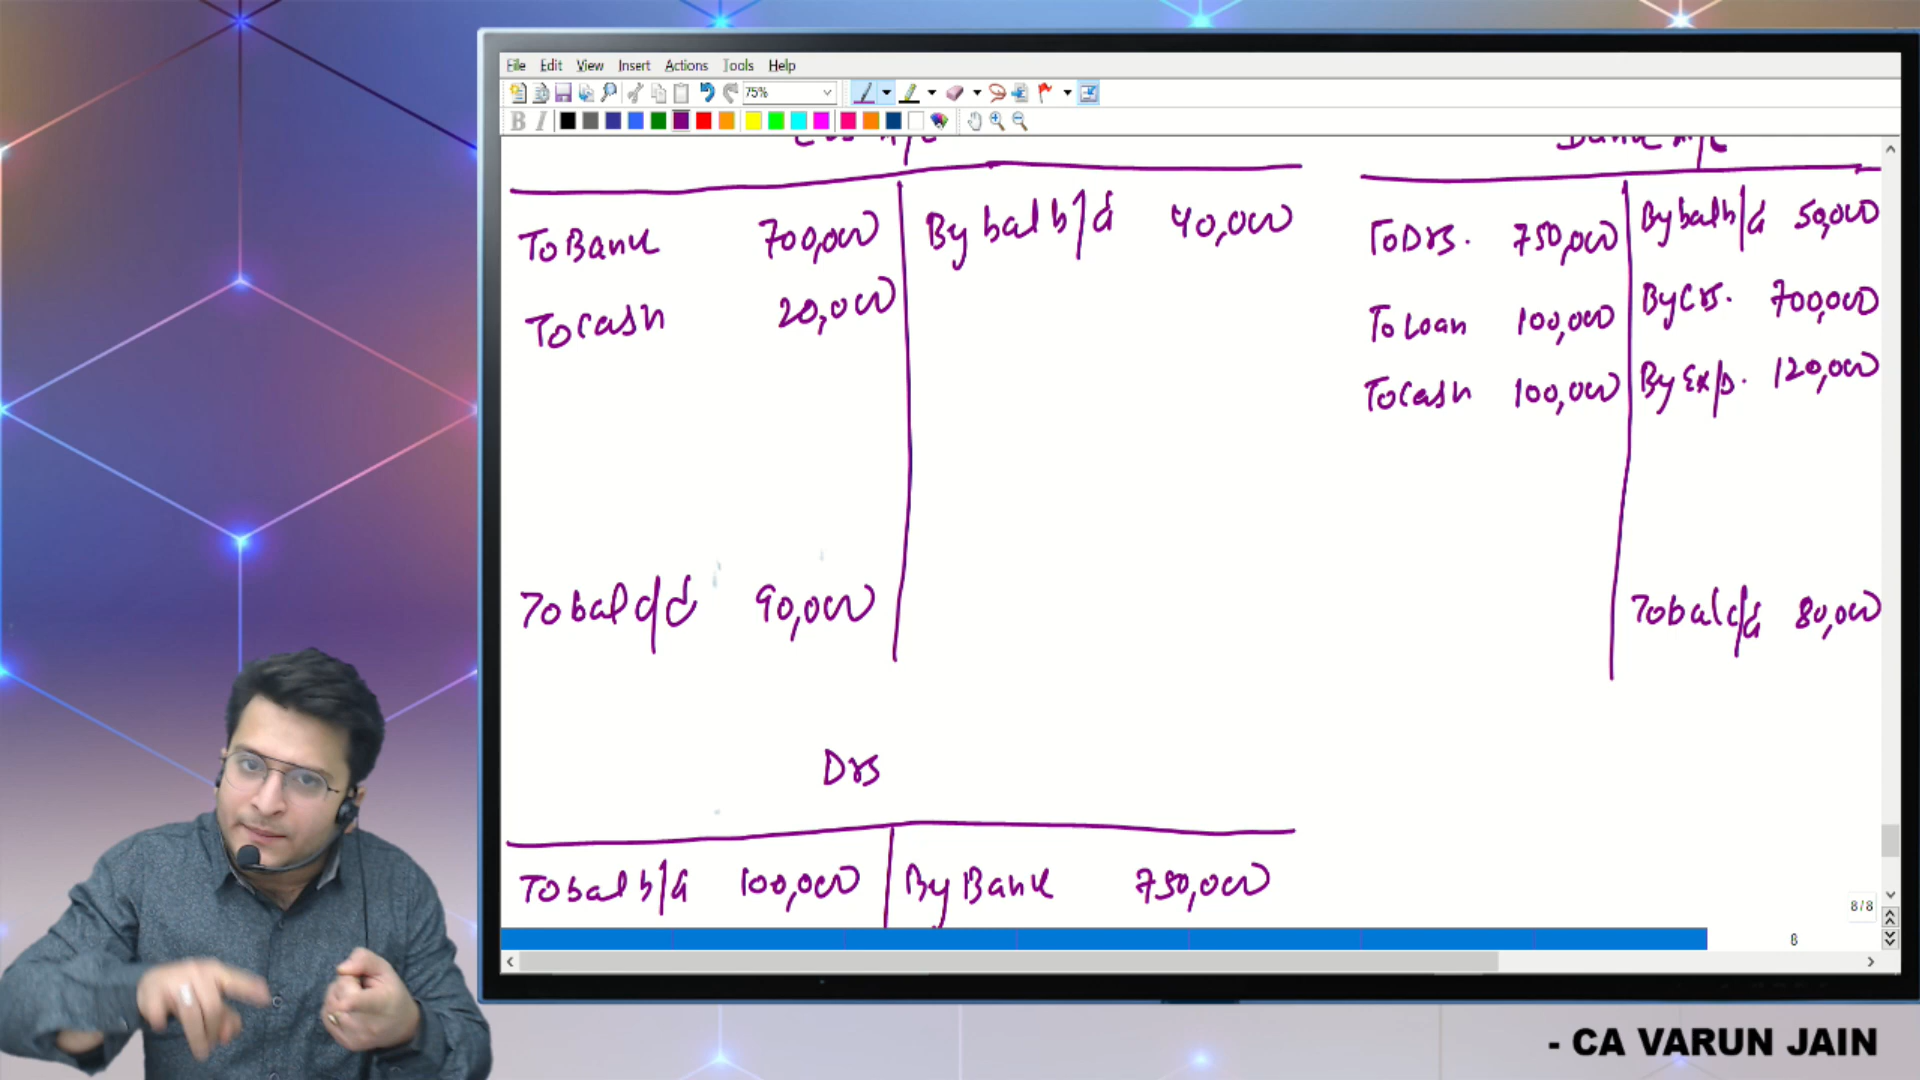 File Edit View Insert Actions Tools Help
75%
B I
To Bank 700,000 By bal b/d 40,000
To Cash 20,000
To bal c/d 90,000
To Drs. 750,000 By bal b/d 50,000
To Loan 100,000 By Crs. 700,000
To Cash 100,000 By Exp. 120,000
To bal c/d 80,000
Drs
To bal b/d 100,000 By Bank 750,000
8/8
8
- CA VARUN JAIN